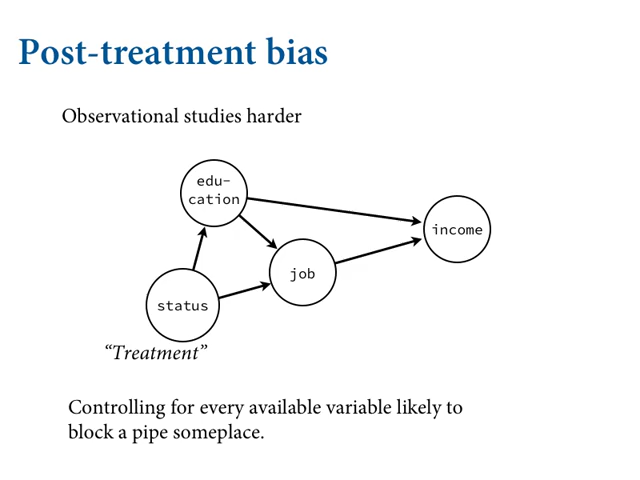 Post-treatment bias
Observational studies harder
edu-
cation
income
job
status
“Treatment”
Controlling for every available variable likely to
block a pipe someplace.